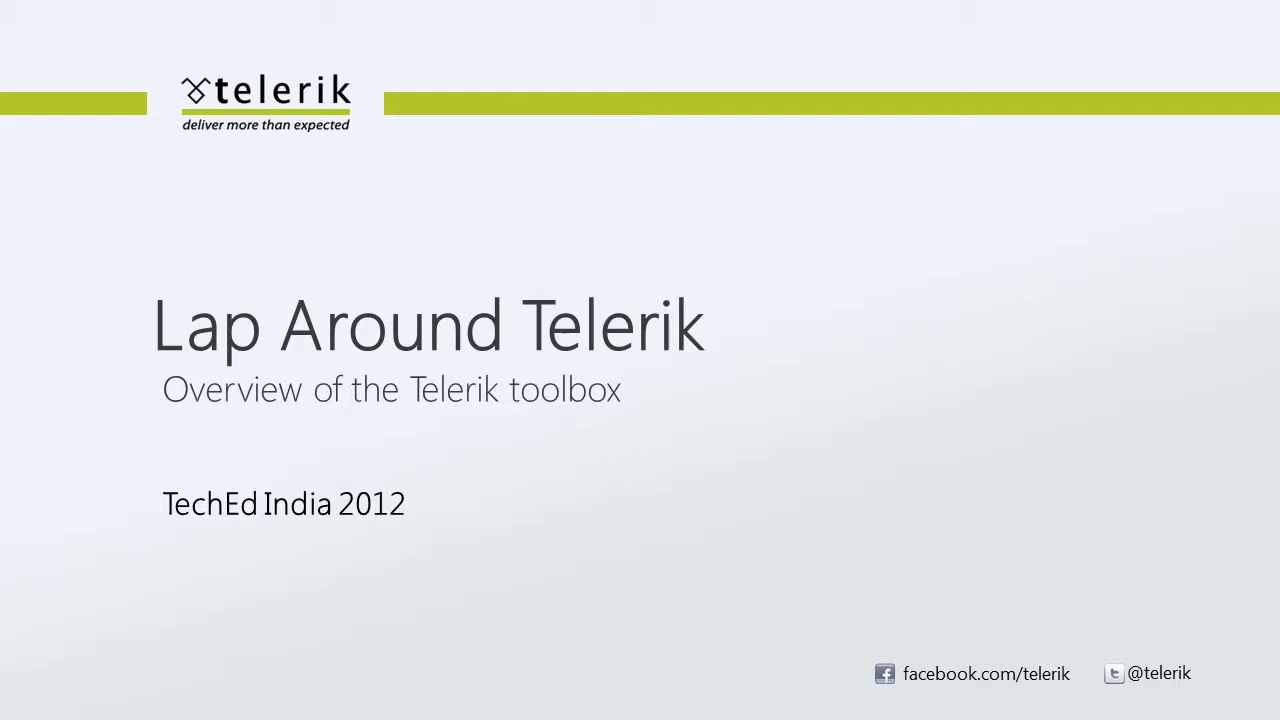 telerik
deliver more than expected
Lap Around Telerik
Overview of the Telerik toolbox
TechEd India 2012
facebook.com/telerik @telerik